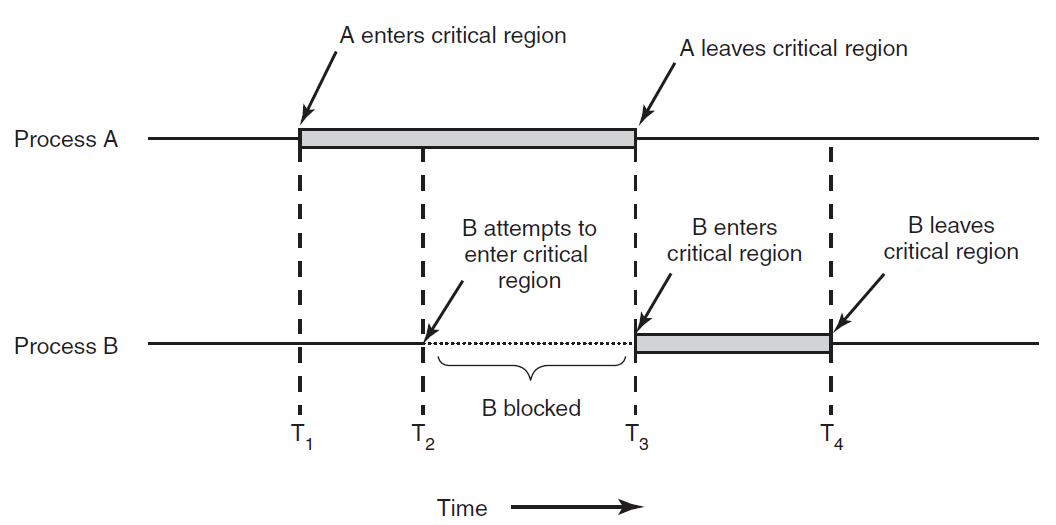 A enters critical region
A leaves critical region
Process A
B attempts to
enter critical
region
B enters
critical region
B leaves
critical region
Process B
B blocked
T1
T2
T3
T4
Time